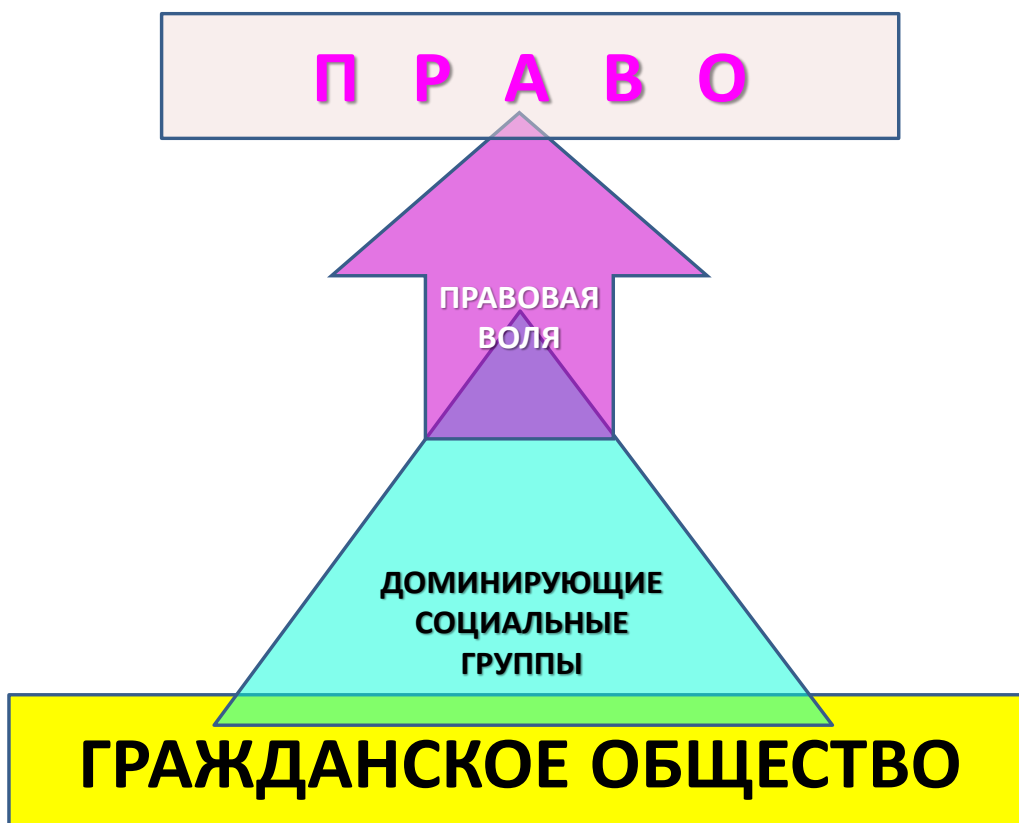 П Р А В О
ПРАВОВАЯ
ВОЛЯ
ДОМИНИРУЮЩИЕ
СОЦИАЛЬНЫЕ
ГРУППЫ
ГРАЖДАНСКОЕ ОБЩЕСТВО